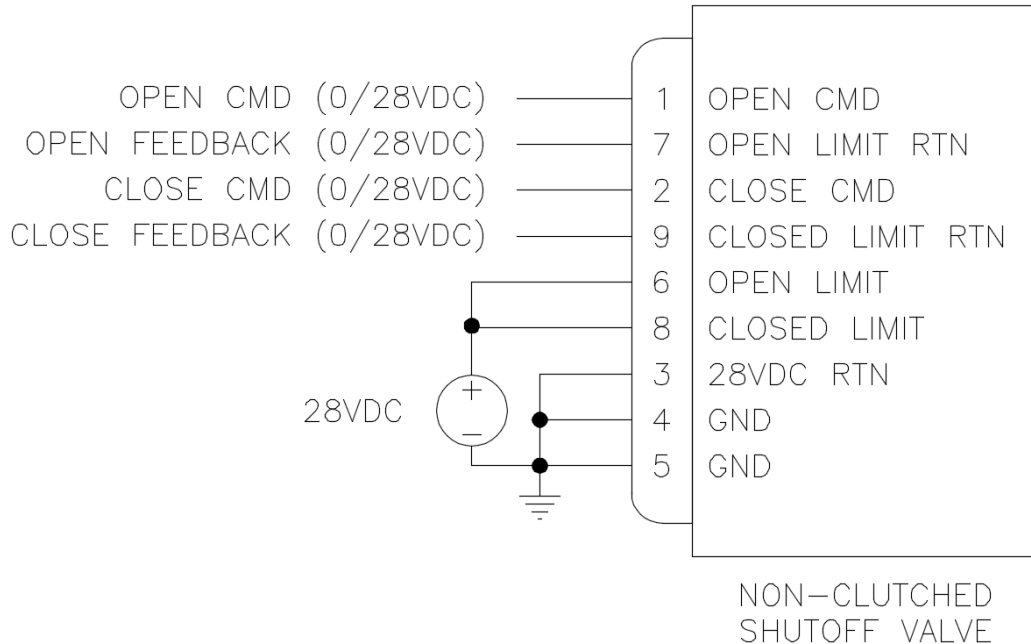 OPEN CMD (0/28VDC) 1 OPEN CMD
OPEN FEEDBACK (0/28VDC) 7 OPEN LIMIT RTN
CLOSE CMD (0/28VDC) 2 CLOSE CMD
CLOSE FEEDBACK (0/28VDC) 9 CLOSED LIMIT RTN
6 OPEN LIMIT
8 CLOSED LIMIT
3 28VDC RTN
28VDC + −
4 GND
5 GND
NON−CLUTCHED
SHUTOFF VALVE